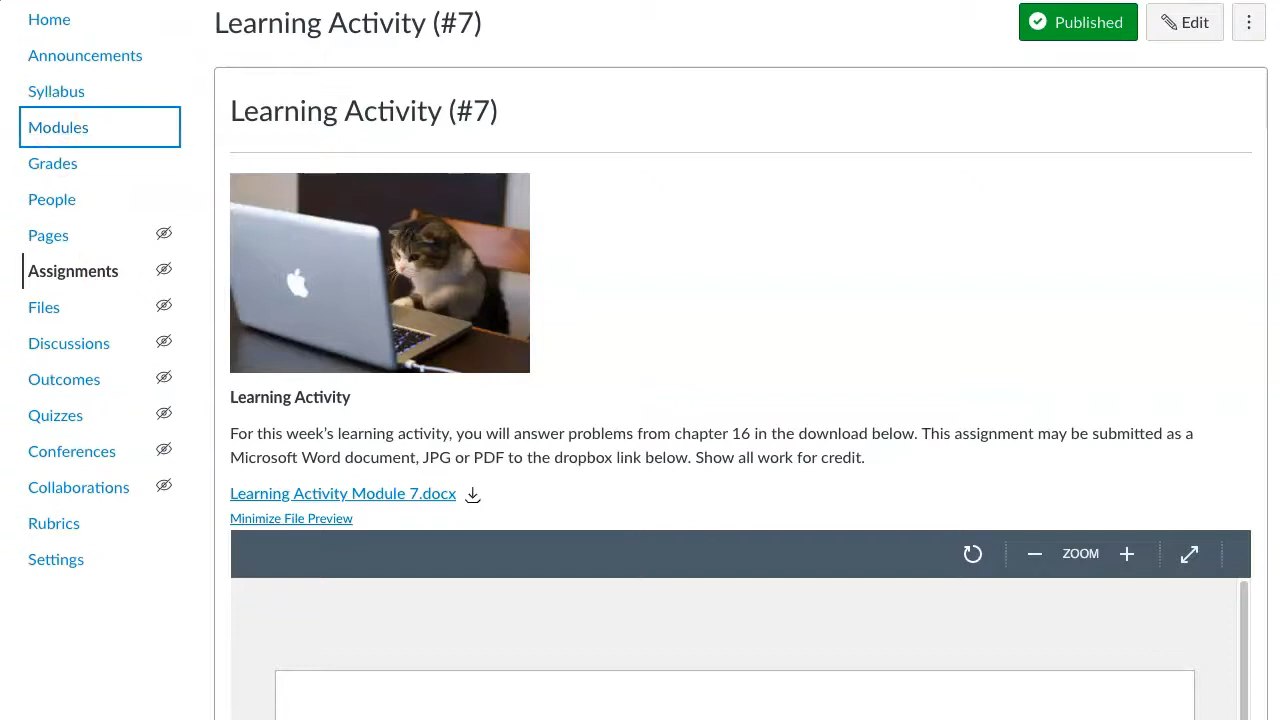 Home
Announcements
Syllabus
Modules
Grades
People
Pages
Assignments
Files
Discussions
Outcomes
Quizzes
Conferences
Collaborations
Rubrics
Settings
Learning Activity (#7)
Published
Edit
Learning Activity (#7)
Learning Activity
For this week’s learning activity, you will answer problems from chapter 16 in the download below. This assignment may be submitted as a
Microsoft Word document, JPG or PDF to the dropbox link below. Show all work for credit.
Learning Activity Module 7.docx
Minimize File Preview
ZOOM